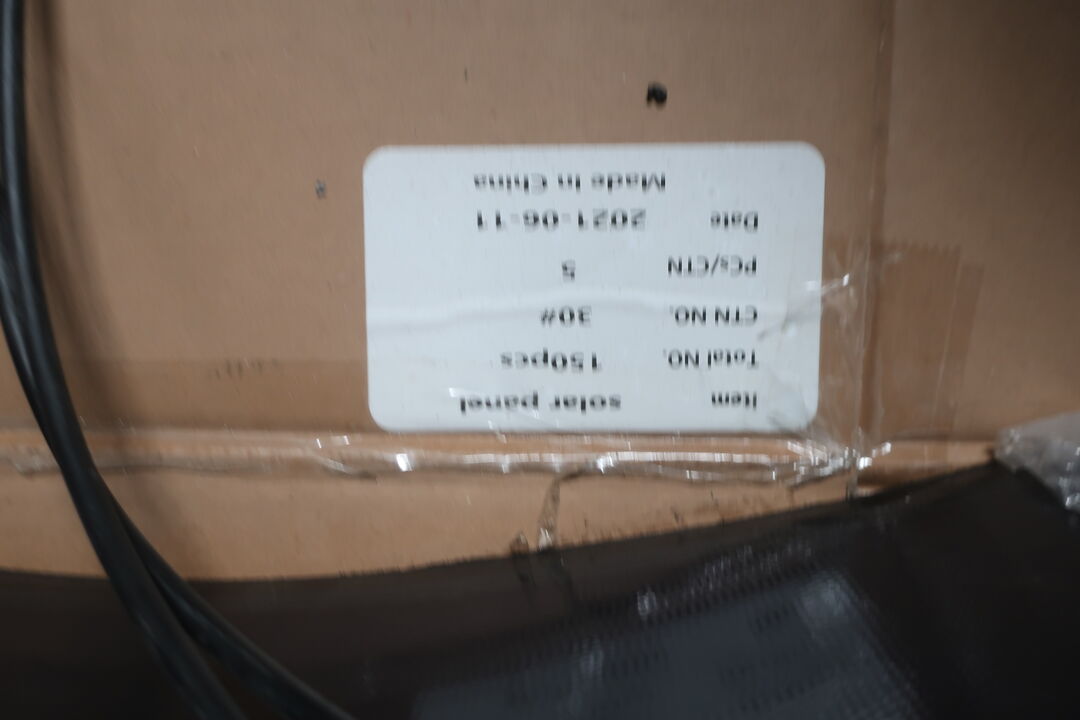 Item solar panel
Total NO. 150pcs
CTN NO. 30#
PCs/CTN 5
Date 2021-06-11
Made In China